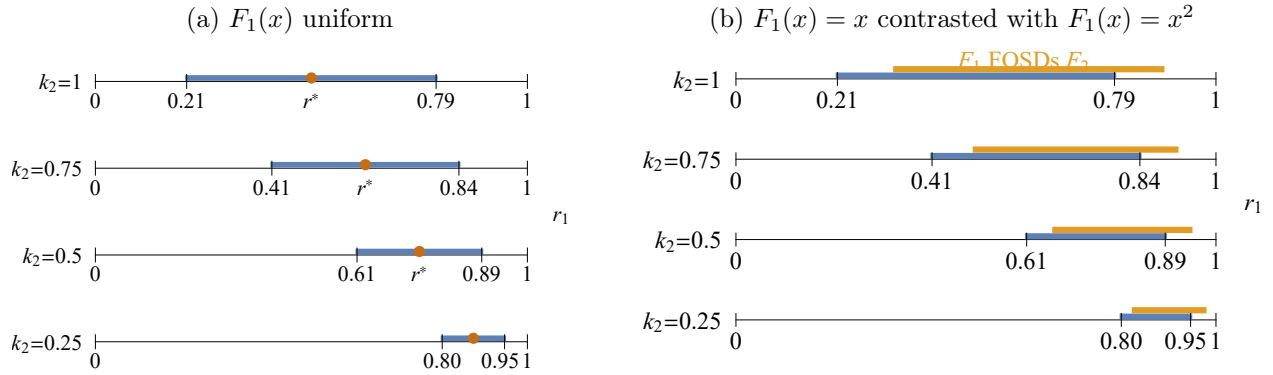 (a) F₁(x) uniform
k₂=1
0 0.21 r* 0.79 1
k₂=0.75
0 0.41 r* 0.84 1
r₁
k₂=0.5
0 0.61 r* 0.89 1
k₂=0.25
0 0.80 0.95 1
(b) F₁(x) = x contrasted with F₁(x) = x²
F₁ FOSDs F₂
k₂=1
0 0.21 0.79 1
k₂=0.75
0 0.41 0.84 1
r₁
k₂=0.5
0 0.61 0.89 1
k₂=0.25
0 0.80 0.95 1